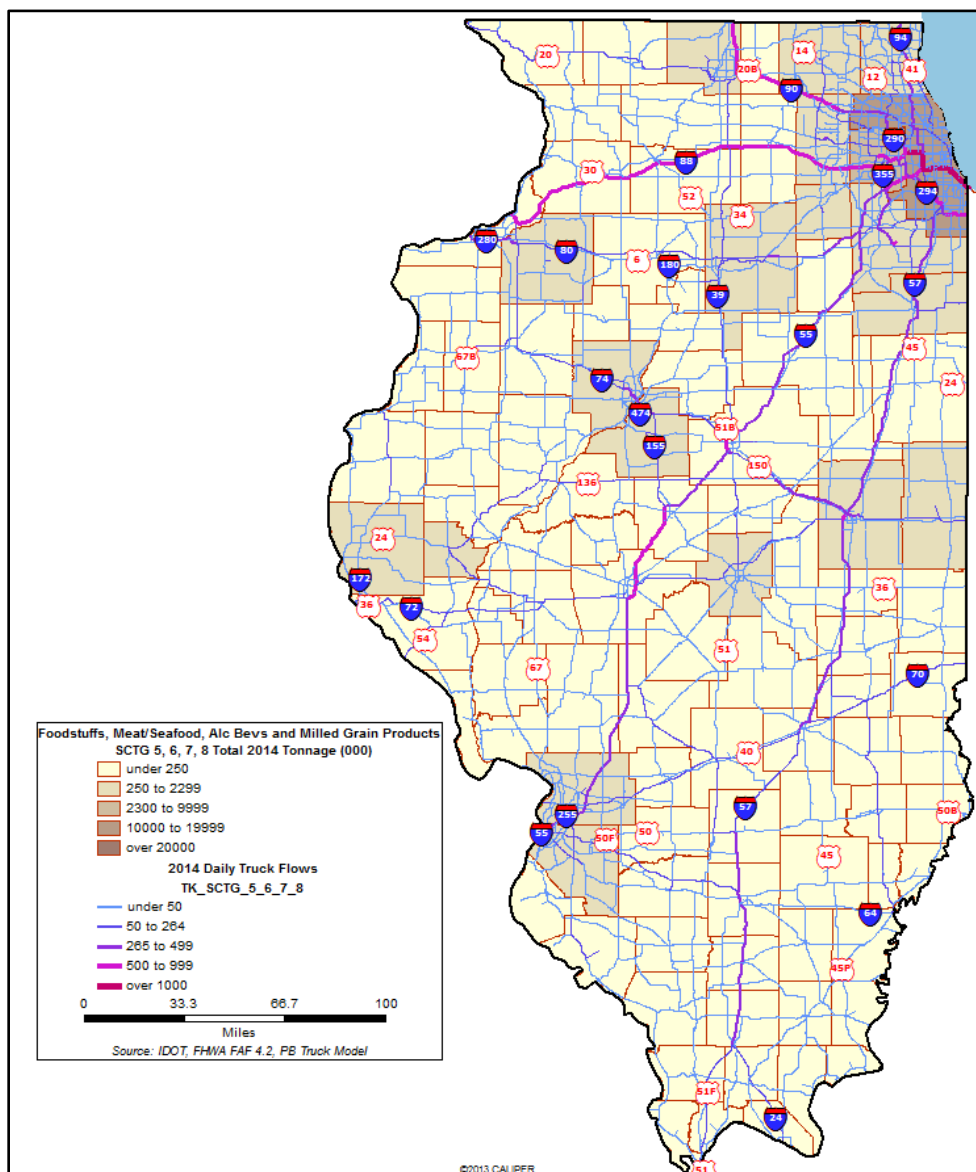 94
20
14
41
20B
12
90
290
88
355
30
294
52
34
280
80
6
180
57
39
55
45
67B
74
24
474
51B
155
150
136
24
172
36
36
72
54
51
67
70
40
Foodstuffs, Meat/Seafood, Alc Bevs and Milled Grain Products
SCTG 5, 6, 7, 8 Total 2014 Tonnage (000)
under 250
250 to 2299
2300 to 9999
10000 to 19999
over 20000
2014 Daily Truck Flows
TK_SCTG_5_6_7_8
under 50
50 to 264
265 to 499
500 to 999
over 1000
0 33.3 66.7 100
Miles
Source: IDOT, FHWA FAF 4.2, PB Truck Model
57
50B
255
55
50F
50
45
64
45P
51F
24
51
©2013 CALIPER